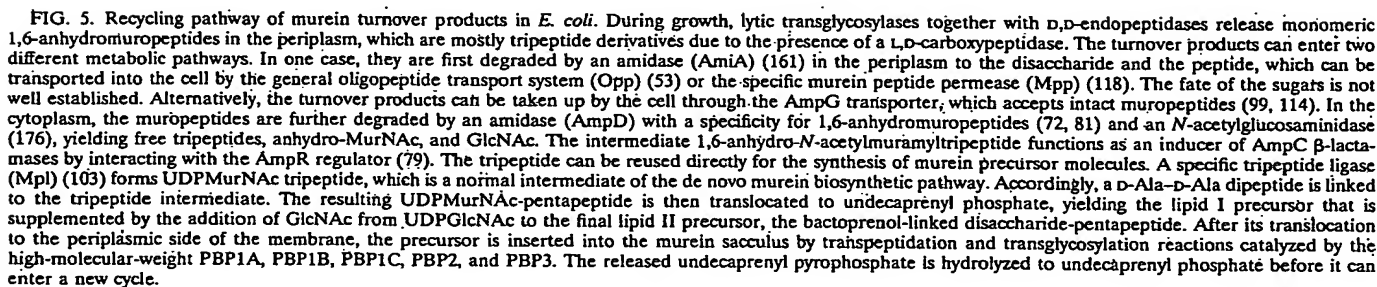 FIG. 5. Recycling pathway of murein turnover products in E. coli. During growth, lytic transglycosylases together with D,D-endopeptidases release monomeric
1,6-anhydromuropeptides in the periplasm, which are mostly tripeptide derivatives due to the presence of a L,D-carboxypeptidase. The turnover products can enter two
different metabolic pathways. In one case, they are first degraded by an amidase (AmiA) (161) in the periplasm to the disaccharide and the peptide, which can be
transported into the cell by the general oligopeptide transport system (Opp) (53) or the specific murein peptide permease (Mpp) (118). The fate of the sugars is not
well established. Alternatively, the turnover products can be taken up by the cell through the AmpG transporter, which accepts intact muropeptides (99, 114). In the
cytoplasm, the muropeptides are further degraded by an amidase (AmpD) with a specificity for 1,6-anhydromuropeptides (72, 81) and an N-acetylglucosaminidase
(176), yielding free tripeptides, anhydro-MurNAc, and GlcNAc. The intermediate 1,6-anhydro-N-acetylmuramyltripeptide functions as an inducer of AmpC β-lacta-
mases by interacting with the AmpR regulator (79). The tripeptide can be reused directly for the synthesis of murein precursor molecules. A specific tripeptide ligase
(Mpl) (103) forms UDPMurNAc tripeptide, which is a normal intermediate of the de novo murein biosynthetic pathway. Accordingly, a D-Ala–D-Ala dipeptide is linked
to the tripeptide intermediate. The resulting UDPMurNAc-pentapeptide is then translocated to undecaprenyl phosphate, yielding the lipid I precursor that is
supplemented by the addition of GlcNAc from UDPGlcNAc to the final lipid II precursor, the bactoprenol-linked disaccharide-pentapeptide. After its translocation
to the periplasmic side of the membrane, the precursor is inserted into the murein sacculus by transpeptidation and transglycosylation reactions catalyzed by the
high-molecular-weight PBP1A, PBP1B, PBP1C, PBP2, and PBP3. The released undecaprenyl pyrophosphate is hydrolyzed to undecaprenyl phosphate before it can
enter a new cycle.